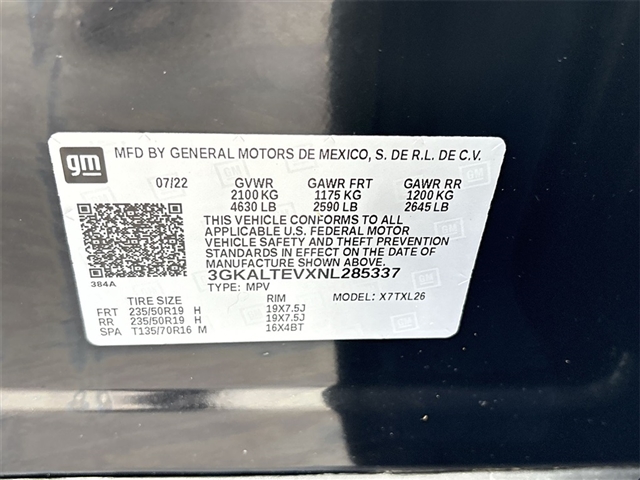 gm MFD BY GENERAL MOTORS DE MEXICO, S. DE R.L. DE C.V.
07/22 GVWR GAWR FRT GAWR RR
2100 KG 1175 KG 1200 KG
4630 LB 2590 LB 2645 LB
THIS VEHICLE CONFORMS TO ALL
APPLICABLE U.S. FEDERAL MOTOR
VEHICLE SAFETY AND THEFT PREVENTION
STANDARDS IN EFFECT ON THE DATE OF
MANUFACTURE SHOWN ABOVE.
384A 3GKALTEVXNL285337
TYPE: MPV
TIRE SIZE RIM MODEL: X7TXL26
FRT 235/50R19 H 19X7.5J
RR 235/50R19 H 19X7.5J
SPA T135/70R16 M 16X4BT